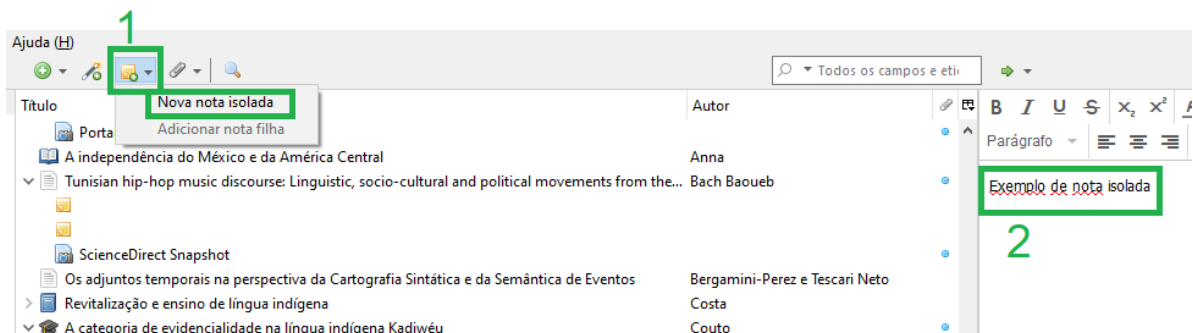 1
Ajuda (H)
Todos os campos e eti
Nova nota isolada
Adicionar nota filha
Título
Autor
B I U S X₂ X²
Parágrafo
Porta
A independência do México e da América Central
Anna
Tunisian hip-hop music discourse: Linguistic, socio-cultural and political movements from the...
Bach Baoueb
Exemplo de nota isolada
2
ScienceDirect Snapshot
Os adjuntos temporais na perspectiva da Cartografia Sintática e da Semântica de Eventos
Bergamini-Perez e Tescari Neto
Revitalização e ensino de língua indígena
Costa
A categoria de evidencialidade na língua indígena Kadiwéu
Couto